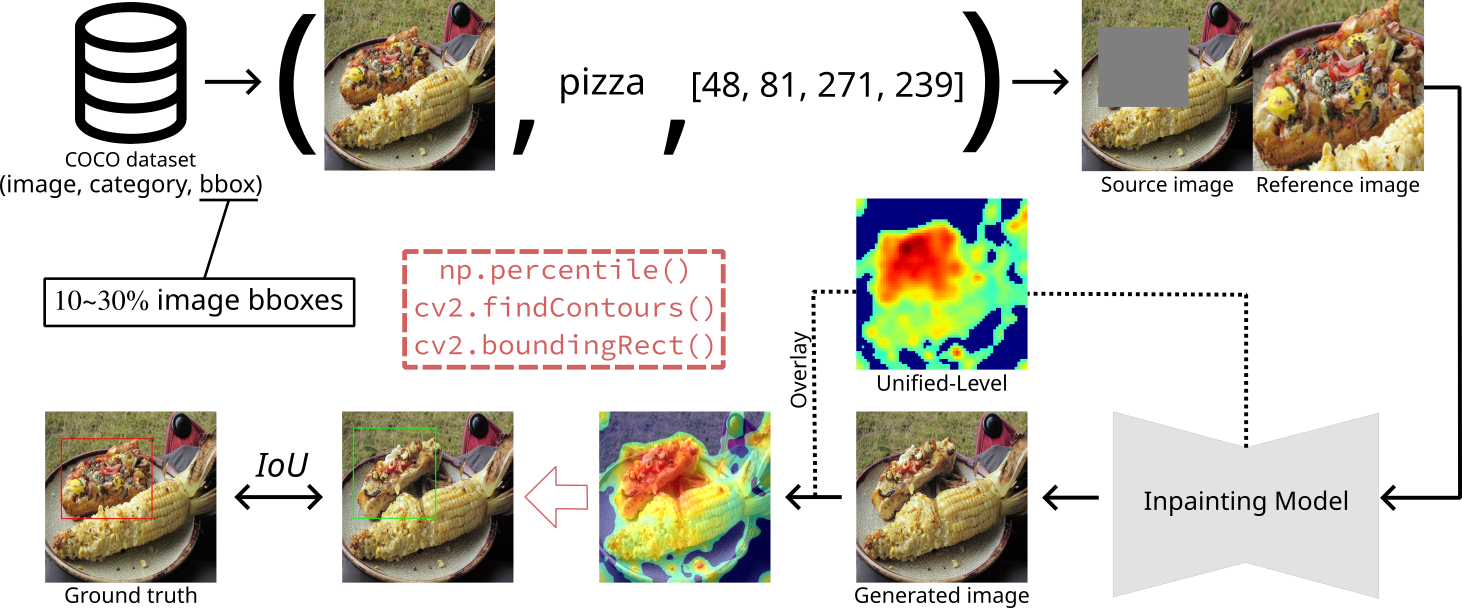 ( , pizza , [48, 81, 271, 239] )
COCO dataset
(image, category, bbox)
Source image
Reference image
10~30% image bboxes
np.percentile()
cv2.findContours()
cv2.boundingRect()
Overlay
Unified-Level
IoU
Inpainting Model
Ground truth
Generated image